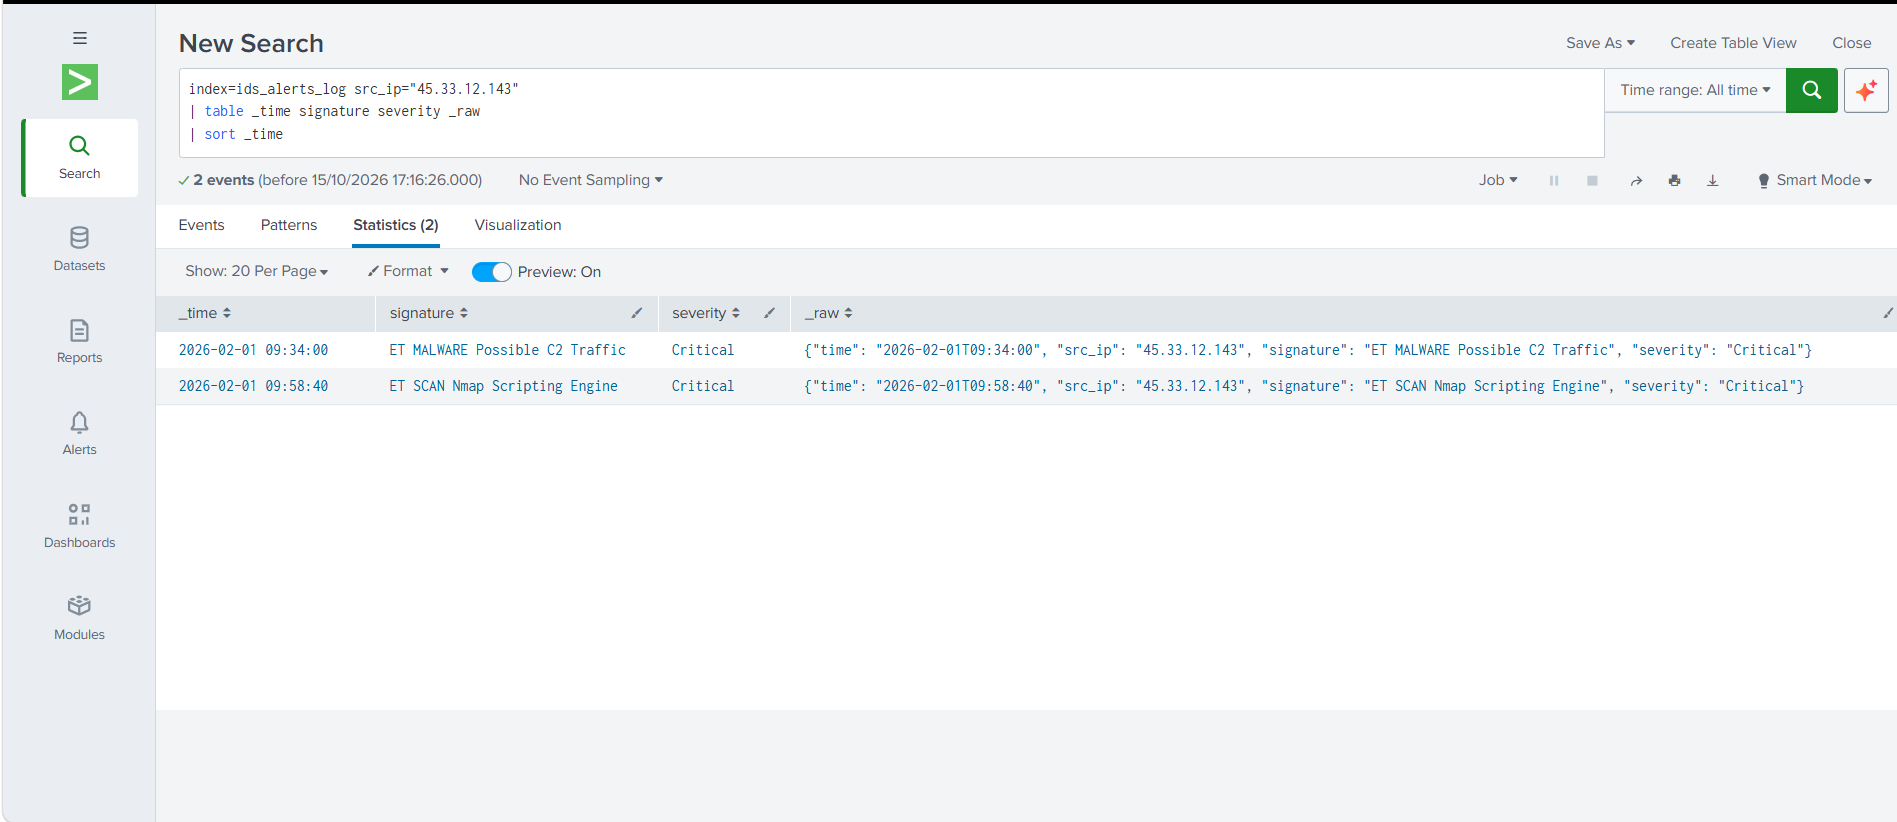 New Search
Save As
Create Table View
Close
index=ids_alerts_log src_ip="45.33.12.143"
| table _time signature severity _raw
| sort _time
Time range: All time
2 events (before 15/10/2026 17:16:26.000)
No Event Sampling
Job
Smart Mode
Search
Datasets
Reports
Alerts
Dashboards
Modules
Events
Patterns
Statistics (2)
Visualization
Show: 20 Per Page
Format
Preview: On
_time signature severity _raw
2026-02-01 09:34:00 ET MALWARE Possible C2 Traffic Critical {"time": "2026-02-01T09:34:00", "src_ip": "45.33.12.143", "signature": "ET MALWARE Possible C2 Traffic", "severity": "Critical"}
2026-02-01 09:58:40 ET SCAN Nmap Scripting Engine Critical {"time": "2026-02-01T09:58:40", "src_ip": "45.33.12.143", "signature": "ET SCAN Nmap Scripting Engine", "severity": "Critical"}